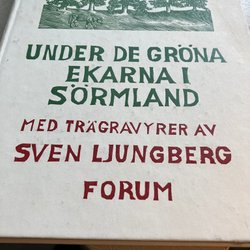 UNDER DE GRÖNA
EKARNA I
SÖRMLAND
MED TRÄGRAVYRER AV
SVEN LJUNGBERG
FORUM